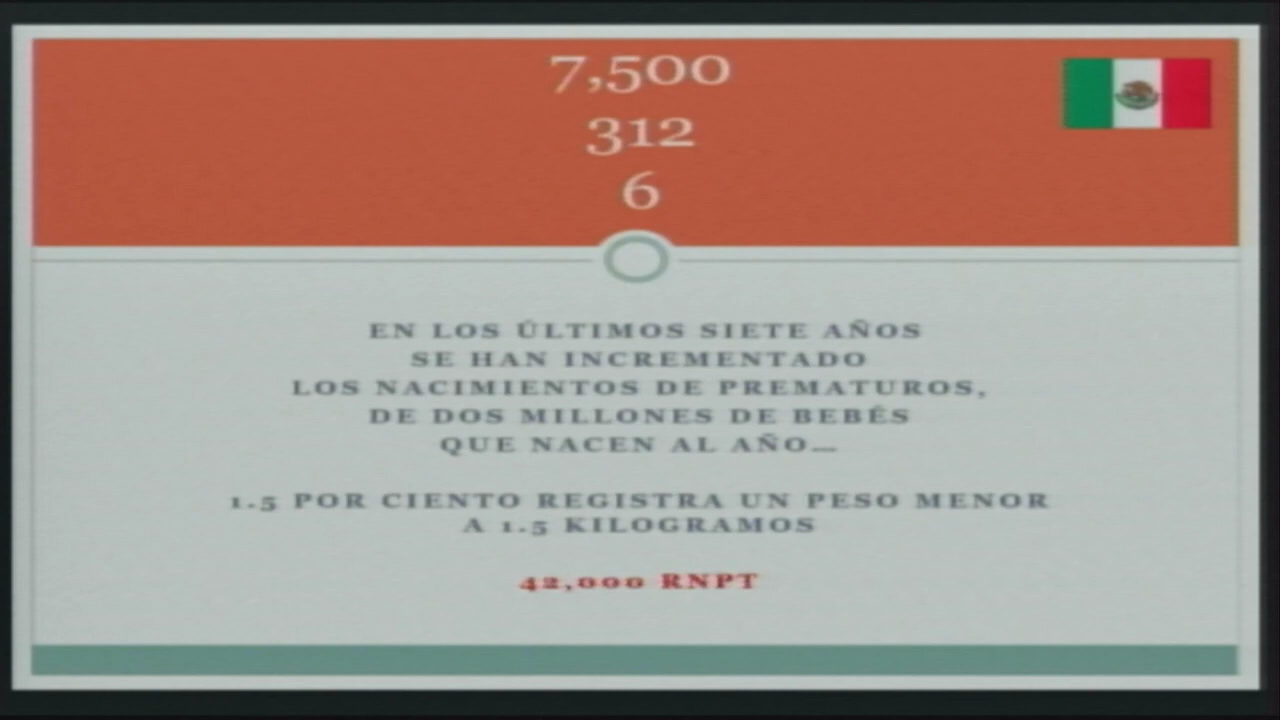 7,500
312
6
EN LOS ÚLTIMOS SIETE AÑOS
SE HAN INCREMENTADO
LOS NACIMIENTOS DE PREMATUROS,
DE DOS MILLONES DE BEBÉS
QUE NACEN AL AÑO…
1.5 POR CIENTO REGISTRA UN PESO MENOR
A 1.5 KILOGRAMOS
42,000 RNPT